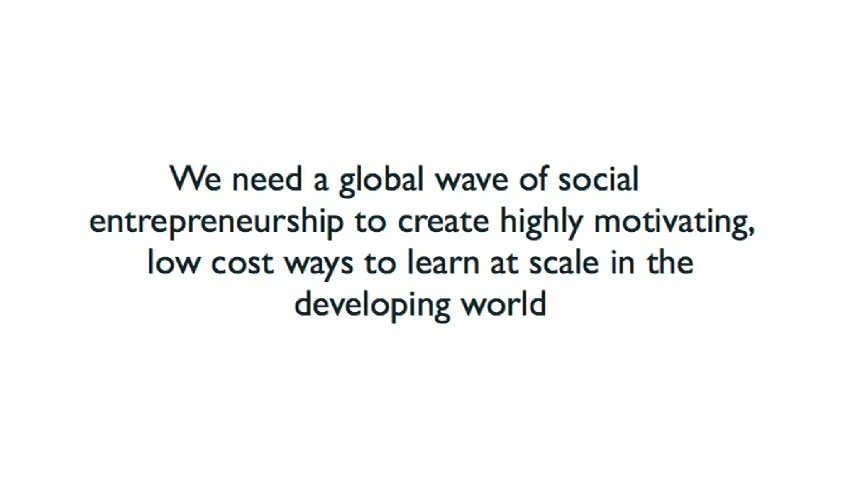 We need a global wave of social
entrepreneurship to create highly motivating,
low cost ways to learn at scale in the
developing world